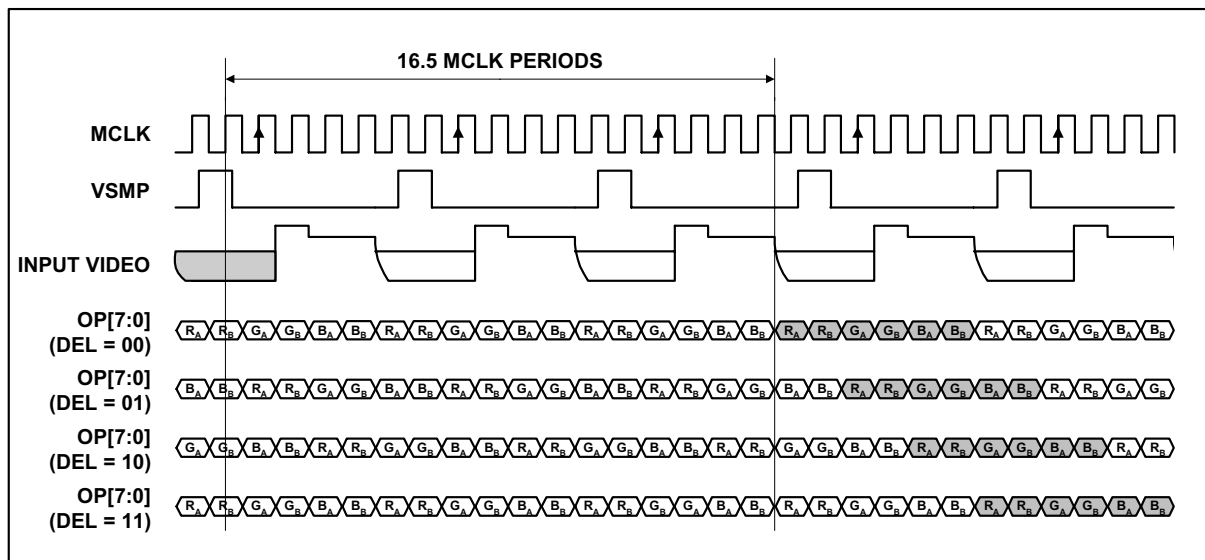 16.5 MCLK PERIODS
MCLK
VSMP
INPUT VIDEO
OP[7:0]
(DEL = 00)
R_A R_B G_A G_B B_A B_B R_A R_B G_A G_B B_A B_B R_A R_B G_A G_B B_A B_B R_A R_B G_A G_B B_A B_B R_A R_B G_A G_B B_A B_B
OP[7:0]
(DEL = 01)
B_A B_B R_A R_B G_A G_B B_A B_B R_A R_B G_A G_B B_A B_B R_A R_B G_A G_B B_A B_B R_A R_B G_A G_B B_A B_B R_A R_B G_A G_B
OP[7:0]
(DEL = 10)
G_A G_B B_A B_B R_A R_B G_A G_B B_A B_B R_A R_B G_A G_B B_A B_B R_A R_B G_A G_B B_A B_B R_A R_B G_A G_B B_A B_B R_A R_B
OP[7:0]
(DEL = 11)
R_A R_B G_A G_B B_A B_B R_A R_B G_A G_B B_A B_B R_A R_B G_A G_B B_A B_B R_A R_B G_A G_B B_A B_B R_A R_B G_A G_B B_A B_B